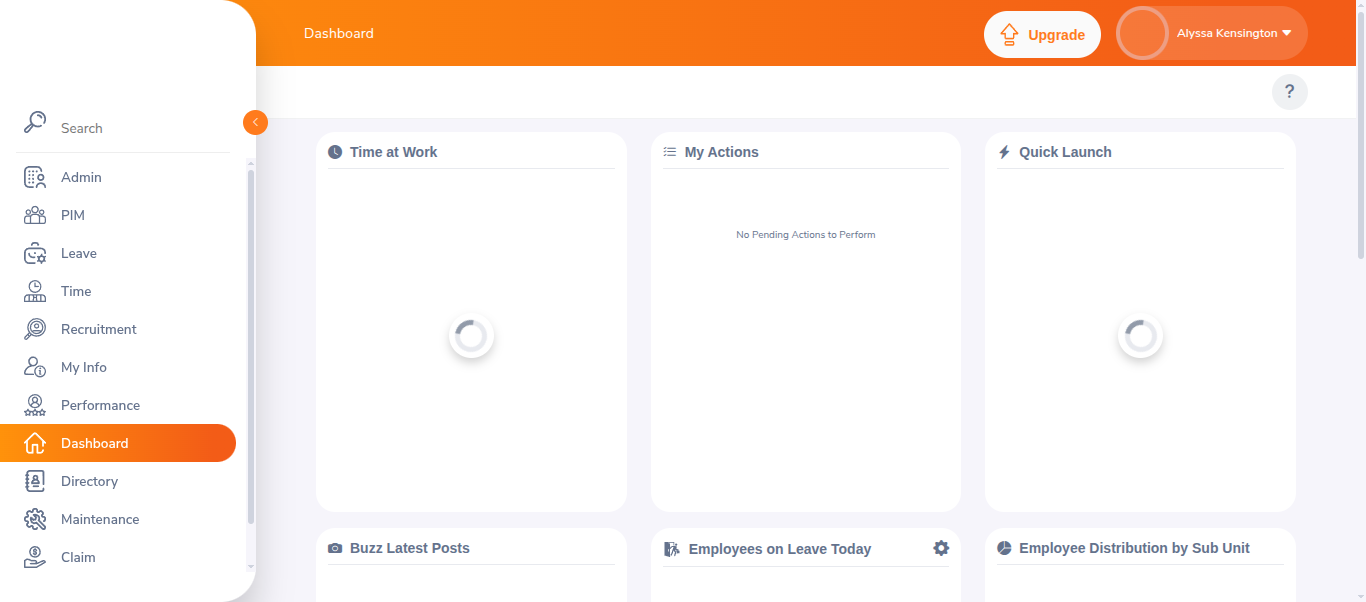 Dashboard
Upgrade
Alyssa Kensington
?
Search
Admin
PIM
Leave
Time
Recruitment
My Info
Performance
Dashboard
Directory
Maintenance
Claim
Time at Work
My Actions
No Pending Actions to Perform
Quick Launch
Buzz Latest Posts
Employees on Leave Today
Employee Distribution by Sub Unit